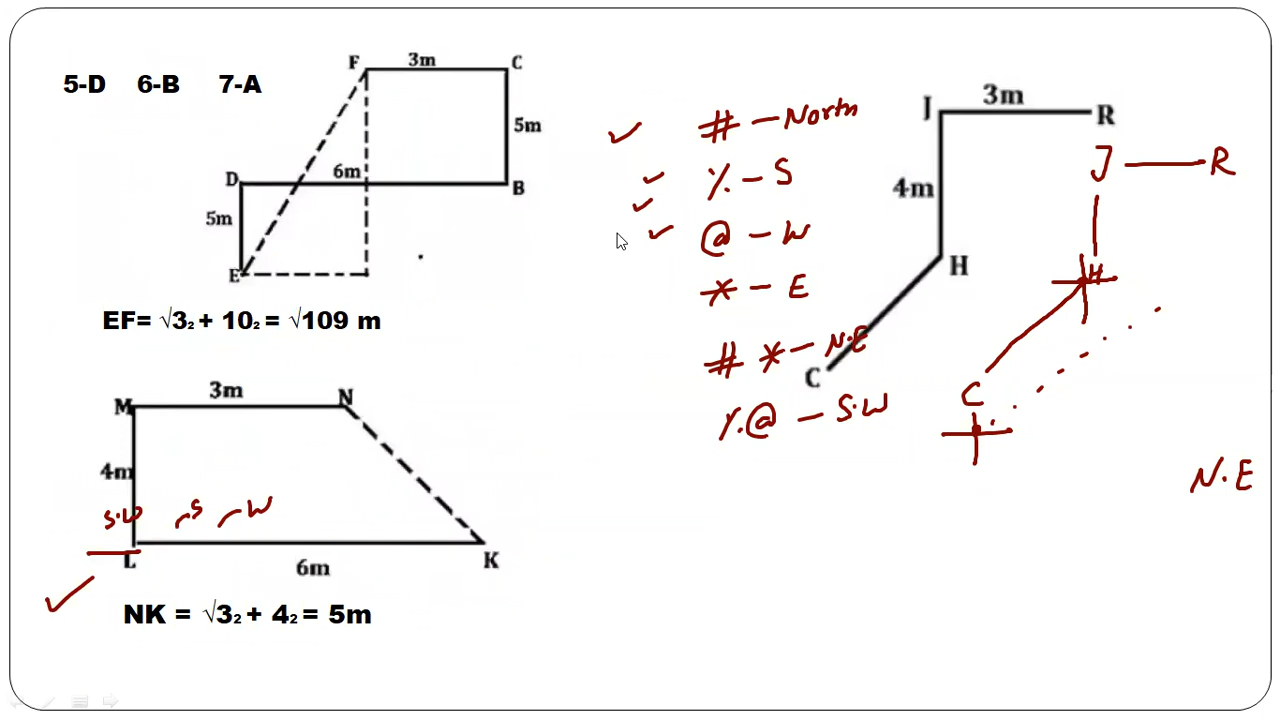 5-D 6-B 7-A
F 3m C
5m
D 6m B
5m
E
EF= √3₂ + 10₂ = √109 m
M 3m N
4m
S.W S W
L 6m K
NK = √3₂ + 4₂ = 5m
# - North
% - S
@ - W
* - E
# * - N.E
%@ - S.W
J 3m R
4m
H
C
J R
H
C
N.E